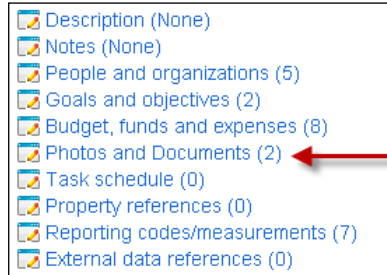 Description (None)
Notes (None)
People and organizations (5)
Goals and objectives (2)
Budget, funds and expenses (8)
Photos and Documents (2)
Task schedule (0)
Property references (0)
Reporting codes/measurements (7)
External data references (0)